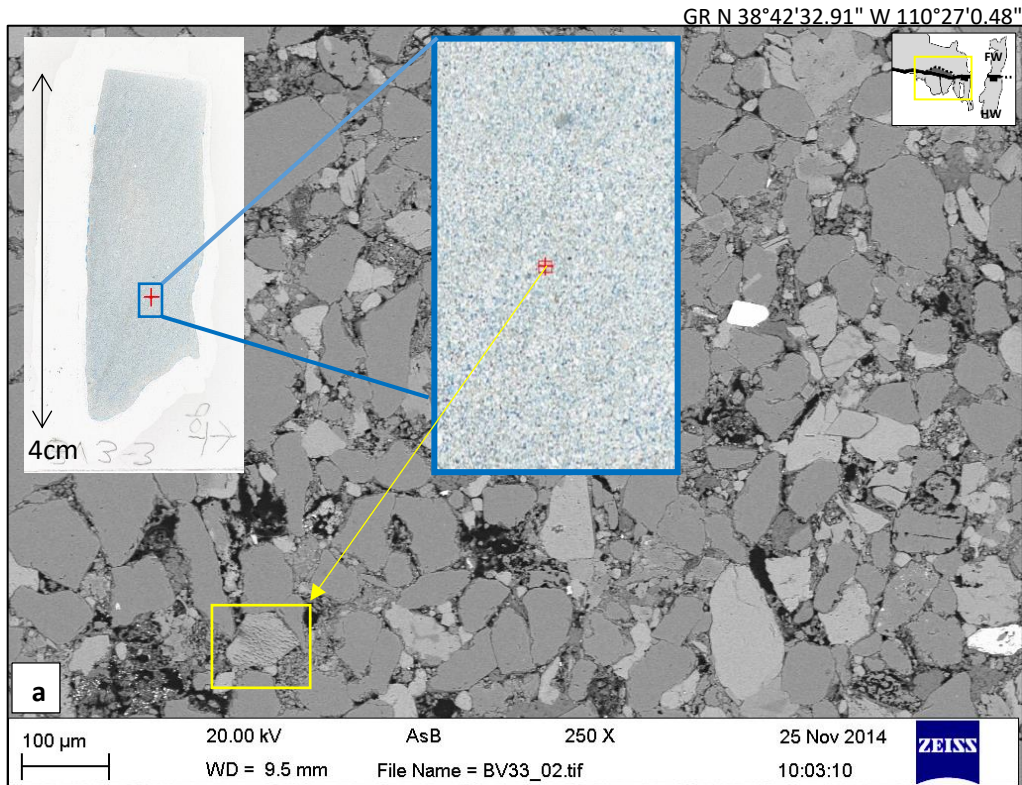 GR N 38°42'32.91" W 110°27'0.48"
FW
HW
4cm
a
100 µm
20.00 kV
AsB
250 X
25 Nov 2014
ZEISS
WD = 9.5 mm
File Name = BV33_02.tif
10:03:10